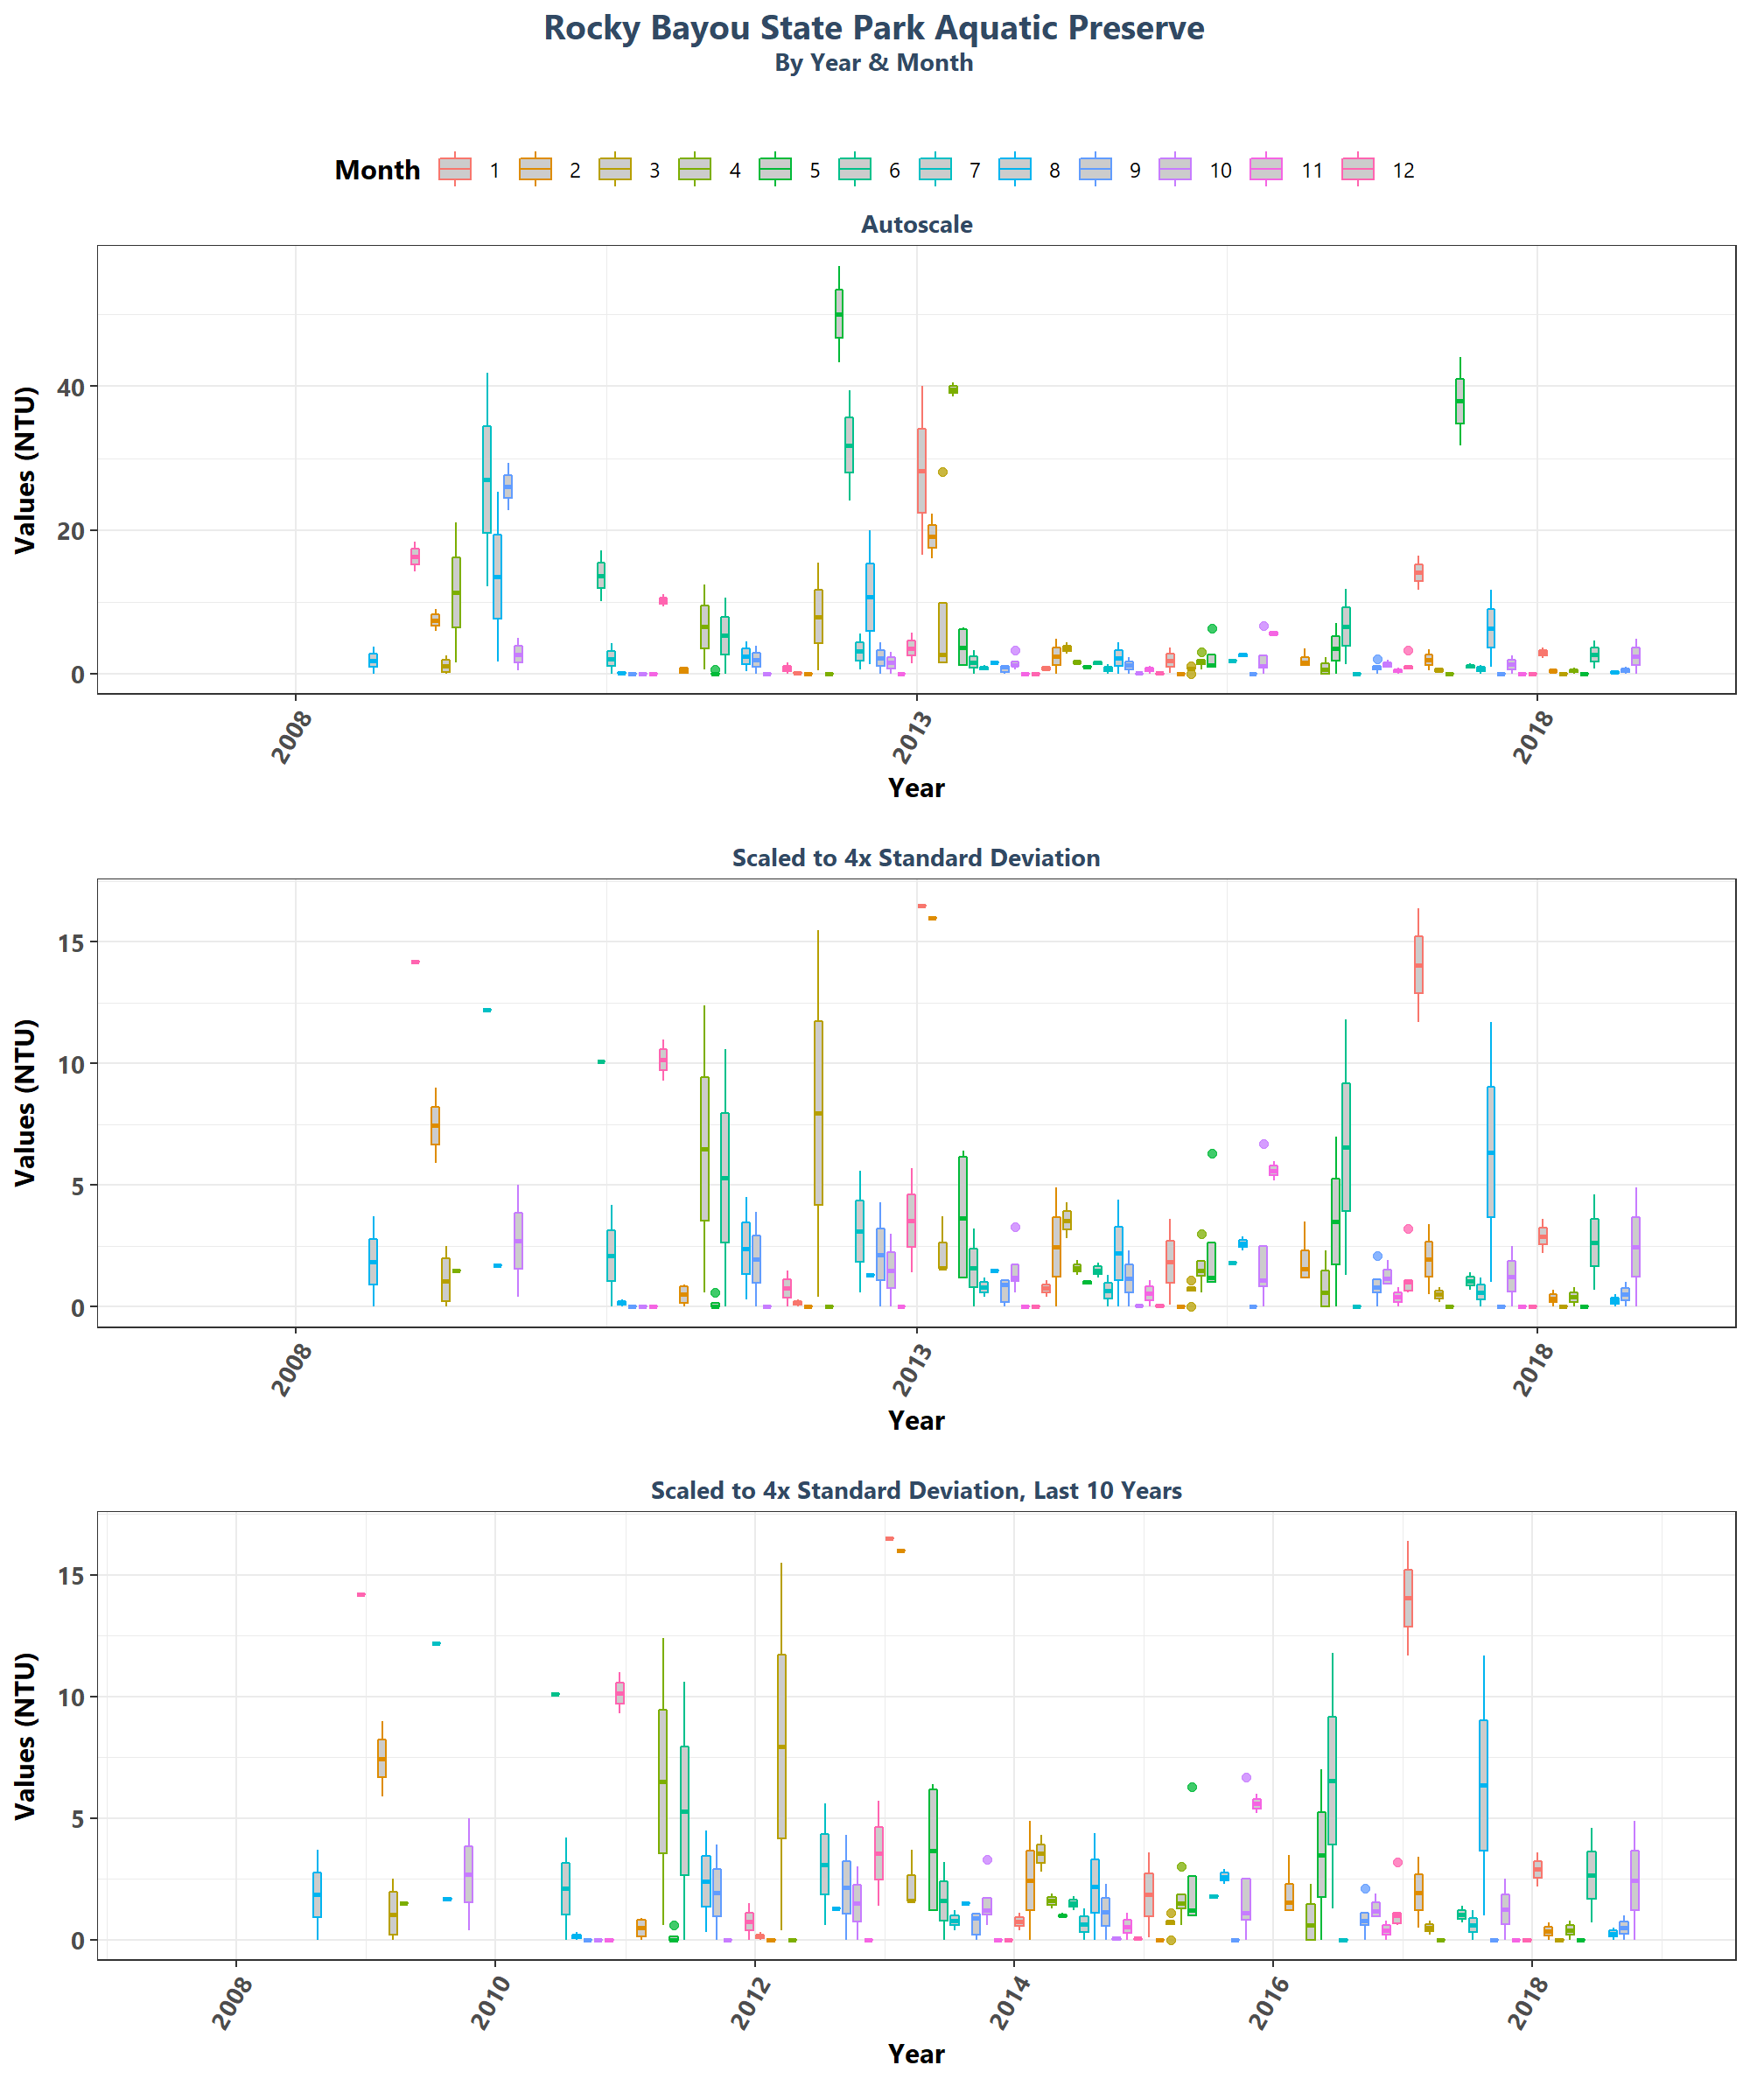 Rocky Bayou State Park Aquatic Preserve
By Year & Month
Month 1 2 3 4 5 6 7 8 9 10 11 12
Autoscale
Values (NTU)
40
20
0
2008 2013 2018
Year
Scaled to 4x Standard Deviation
Values (NTU)
15
10
5
0
2008 2013 2018
Year
Scaled to 4x Standard Deviation, Last 10 Years
Values (NTU)
15
10
5
0
2008 2010 2012 2014 2016 2018
Year